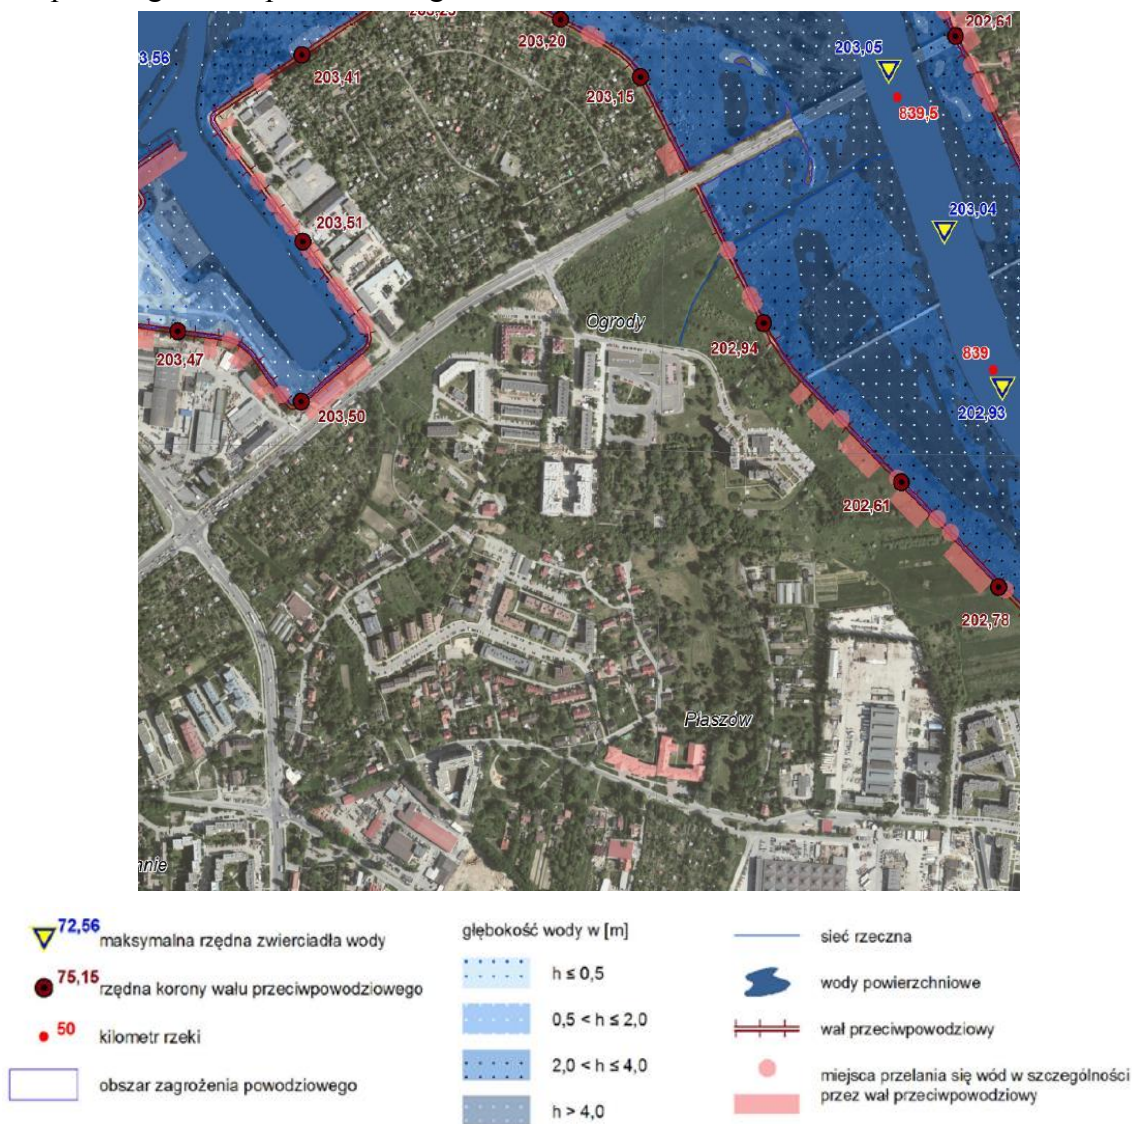 203,20
202,61
203,05
203,56
203,41
203,15
839,5
203,51
203,04
Ogrody
202,94
203,47
839
203,50
202,93
202,61
202,78
Płaszów
72,56
maksymalna rzędna zwierciadła wody
75,15
rzędna korony wału przeciwpowodziowego
50
kilometr rzeki
obszar zagrożenia powodziowego
głębokość wody w [m]
h ≤ 0,5
0,5 < h ≤ 2,0
2,0 < h ≤ 4,0
h > 4,0
sieć rzeczna
wody powierzchniowe
wał przeciwpowodziowy
miejsca przelania się wód w szczególności
przez wał przeciwpowodziowy